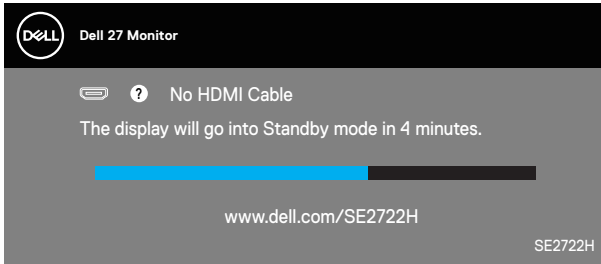 DELL
Dell 27 Monitor
? No HDMI Cable
The display will go into Standby mode in 4 minutes.
www.dell.com/SE2722H
SE2722H